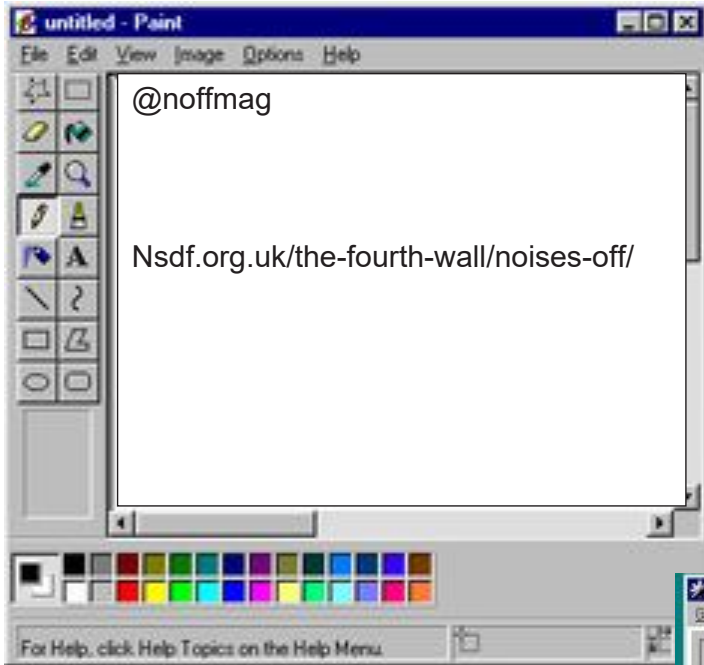 untitled - Paint
File Edit View Image Options Help
@noffmag
Nsdf.org.uk/the-fourth-wall/noises-off/
A
For Help, click Help Topics on the Help Menu.